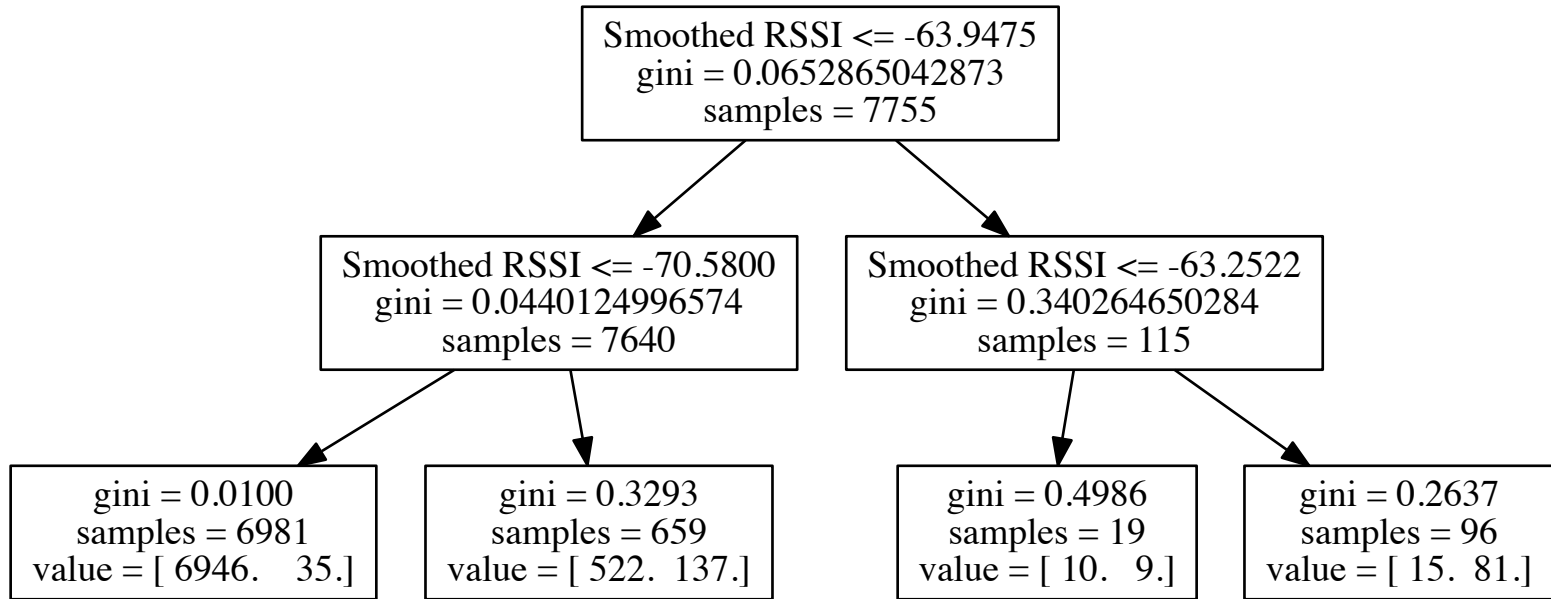 Smoothed RSSI <= -63.9475
gini = 0.0652865042873
samples = 7755
Smoothed RSSI <= -70.5800
gini = 0.0440124996574
samples = 7640
Smoothed RSSI <= -63.2522
gini = 0.340264650284
samples = 115
gini = 0.0100
samples = 6981
value = [ 6946.    35.]
gini = 0.3293
samples = 659
value = [ 522.  137.]
gini = 0.4986
samples = 19
value = [ 10.   9.]
gini = 0.2637
samples = 96
value = [ 15.  81.]